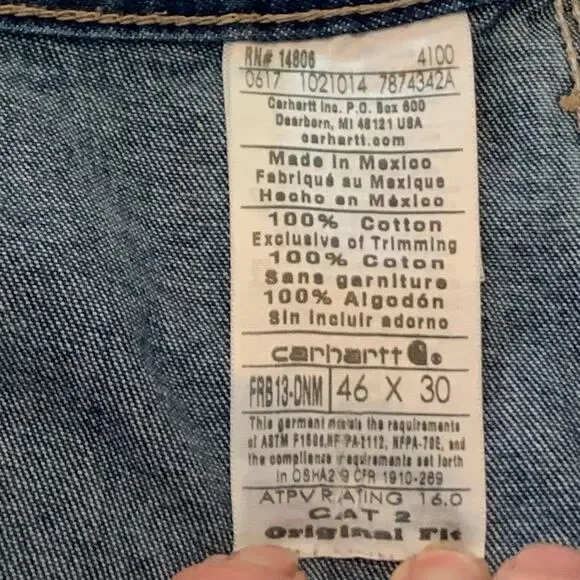 RN# 14806 4100
0617 1021014 7874342A
Carhartt Inc. P.O. Box 600
Dearborn, MI 48121 USA
carhartt.com
Made in Mexico
Fabriqué au Mexique
Hecho en México
100% Cotton
Exclusive of Trimming
100% Coton
Sans garniture
100% Algodón
Sin incluir adorno
carhartt ®
FRB13-DNM 46 X 30
This garment meets the requirements
of ASTM F1506, NFPA-2112, NFPA-70E, and
the compliance requirements set forth
in OSHA 29 CFR 1910-269
ATPV RATING 16.0
CAT 2
Original Fit